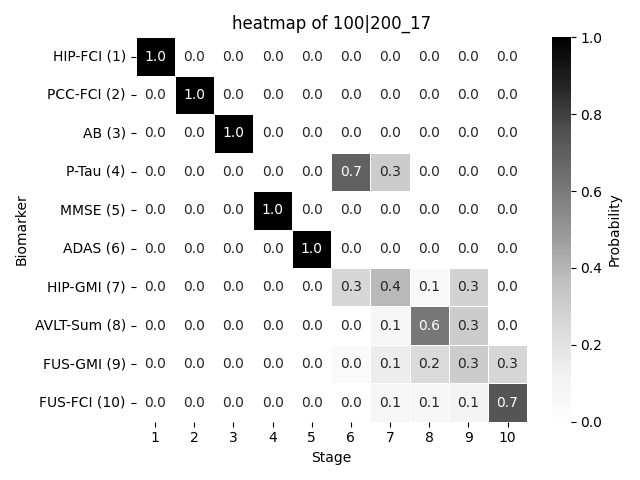 heatmap of 100|200_17
HIP-FCI (1) 1.0 0.0 0.0 0.0 0.0 0.0 0.0 0.0 0.0 0.0
PCC-FCI (2) 0.0 1.0 0.0 0.0 0.0 0.0 0.0 0.0 0.0 0.0
AB (3) 0.0 0.0 1.0 0.0 0.0 0.0 0.0 0.0 0.0 0.0
P-Tau (4) 0.0 0.0 0.0 0.0 0.0 0.7 0.3 0.0 0.0 0.0
MMSE (5) 0.0 0.0 0.0 1.0 0.0 0.0 0.0 0.0 0.0 0.0
ADAS (6) 0.0 0.0 0.0 0.0 1.0 0.0 0.0 0.0 0.0 0.0
HIP-GMI (7) 0.0 0.0 0.0 0.0 0.0 0.3 0.4 0.1 0.3 0.0
AVLT-Sum (8) 0.0 0.0 0.0 0.0 0.0 0.0 0.1 0.6 0.3 0.0
FUS-GMI (9) 0.0 0.0 0.0 0.0 0.0 0.0 0.1 0.2 0.3 0.3
FUS-FCI (10) 0.0 0.0 0.0 0.0 0.0 0.0 0.1 0.1 0.1 0.7
1 2 3 4 5 6 7 8 9 10
Stage
Biomarker
1.0
0.8
0.6
0.4
0.2
0.0
Probability